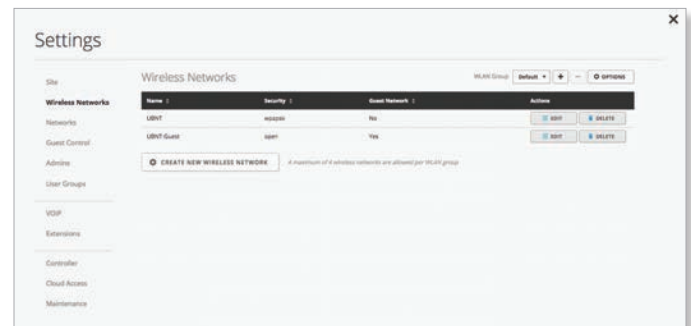 Settings
Site
Wireless Networks
Networks
Guest Control
Admins
User Groups
VOIP
Extensions
Controller
Cloud Access
Maintenance
Wireless Networks
WLAN Group Default + – OPTIONS
Name Security Guest Network Actions
UBNT wpapsk No EDIT DELETE
UBNT-Guest open Yes EDIT DELETE
CREATE NEW WIRELESS NETWORK A maximum of 4 wireless networks are allowed per WLAN group